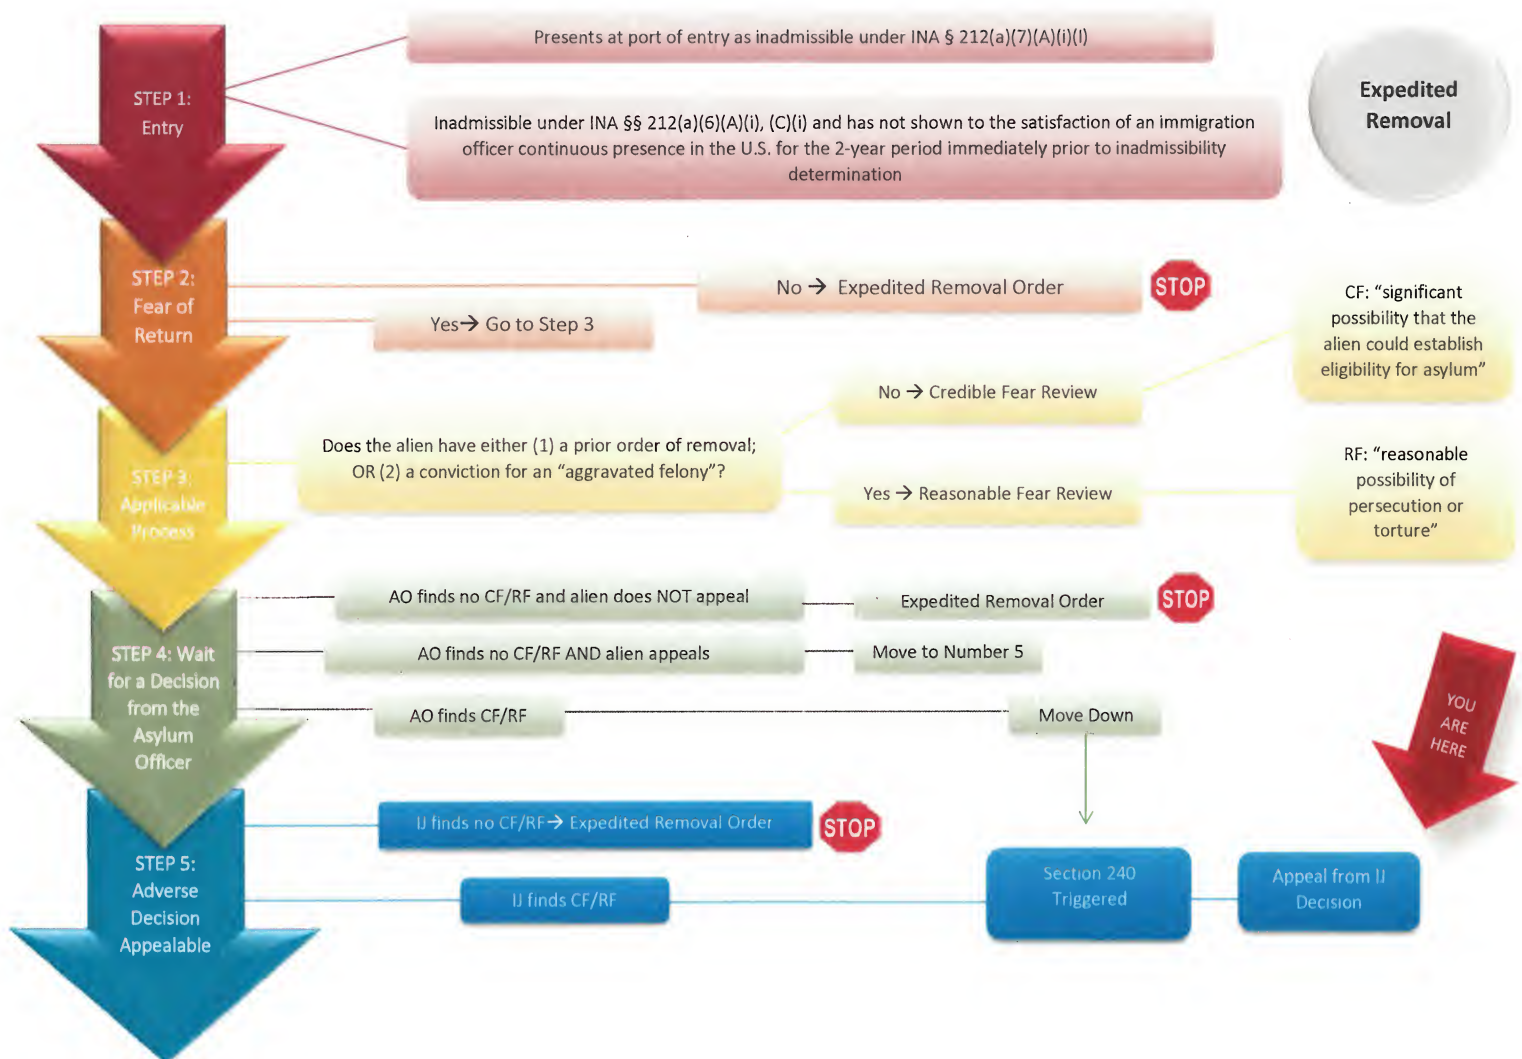 Presents at port of entry as inadmissible under INA § 212(a)(7)(A)(i)(I)
Expedited
Removal
STEP 1:
Entry
Inadmissible under INA §§ 212(a)(6)(A)(i), (C)(i) and has not shown to the satisfaction of an immigration
officer continuous presence in the U.S. for the 2-year period immediately prior to inadmissibility
determination
STEP 2:
Fear of
Return
No → Expedited Removal Order
STOP
Yes→ Go to Step 3
CF: “significant
possibility that the
alien could establish
eligibility for asylum”
No → Credible Fear Review
Does the alien have either (1) a prior order of removal;
OR (2) a conviction for an “aggravated felony”?
STEP 3:
Applicable
Process
Yes → Reasonable Fear Review
RF: “reasonable
possibility of
persecution or
torture”
AO finds no CF/RF and alien does NOT appeal
Expedited Removal Order
STOP
STEP 4: Wait
for a Decision
from the
Asylum
Officer
AO finds no CF/RF AND alien appeals
Move to Number 5
AO finds CF/RF
Move Down
YOU
ARE
HERE
IJ finds no CF/RF→ Expedited Removal Order
STOP
STEP 5:
Adverse
Decision
Appealable
IJ finds CF/RF
Section 240
Triggered
Appeal from IJ
Decision